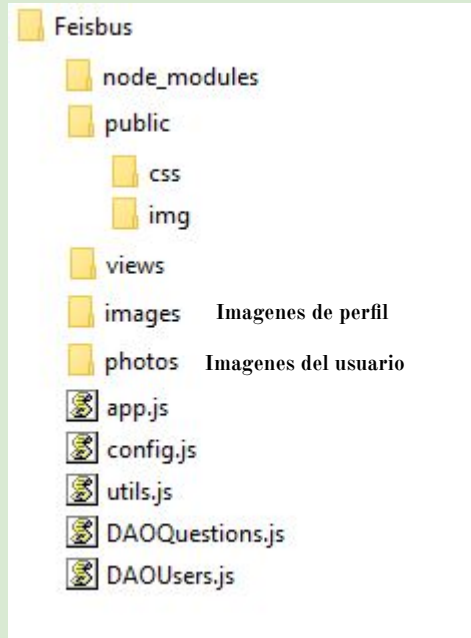 Feisbus
node_modules
public
css
img
views
images Imagenes de perfil
photos Imagenes del usuario
app.js
config.js
utils.js
DAOQuestions.js
DAOUsers.js